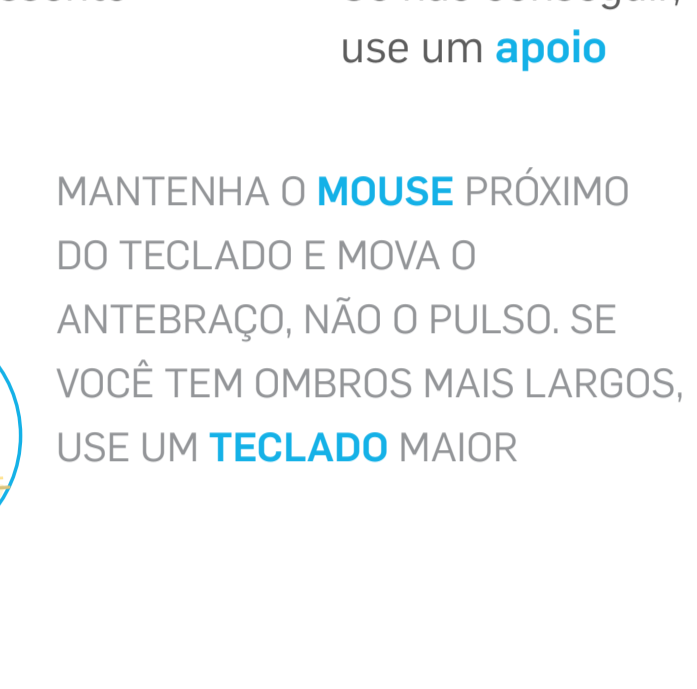 use um apoio
MANTENHA O MOUSE PRÓXIMO
DO TECLADO E MOVA O
ANTEBRAÇO, NÃO O PULSO. SE
VOCÊ TEM OMBROS MAIS LARGOS,
USE UM TECLADO MAIOR